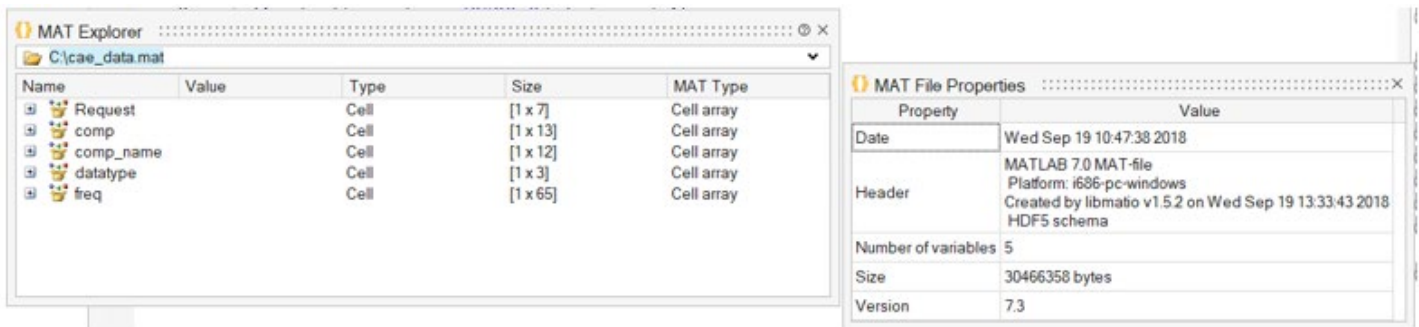 MAT Explorer
C:\cae_data.mat
Name Value Type Size MAT Type
Request Cell [1 x 7] Cell array
comp Cell [1 x 13] Cell array
comp_name Cell [1 x 12] Cell array
datatype Cell [1 x 3] Cell array
freq Cell [1 x 65] Cell array
MAT File Properties
Property Value
Date Wed Sep 19 10:47:38 2018
Header MATLAB 7.0 MAT-file
Platform: i686-pc-windows
Created by libmatio v1.5.2 on Wed Sep 19 13:33:43 2018
HDF5 schema
Number of variables 5
Size 30466358 bytes
Version 7.3